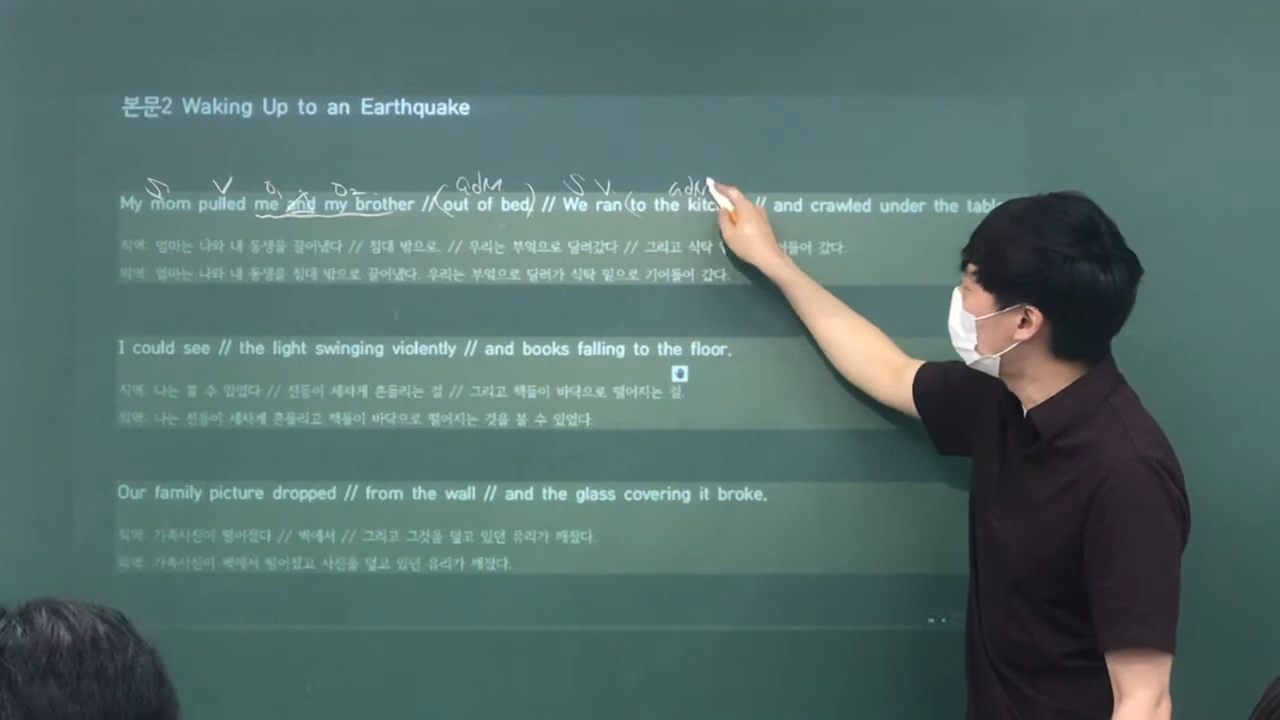 본문2 Waking Up to an Earthquake
S V O₁ O₂ adM S V adM
My mom pulled me and my brother // (out of bed) // We ran (to the kitc // and crawled under the tabl
직역: 엄마는 나와 내 동생을 끌어냈다 // 침대 밖으로. // 우리는 부엌으로 달려갔다 // 그리고 식탁 어들어 갔다.
의역: 엄마는 나와 내 동생을 침대 밖으로 끌어냈다. 우리는 부엌으로 달려가 식탁 밑으로 기어들어 갔다.
I could see // the light swinging violently // and books falling to the floor.
직역: 나는 볼 수 있었다 // 전등이 세차게 흔들리는 걸 // 그리고 책들이 바닥으로 떨어지는 걸.
의역: 나는 전등이 세차게 흔들리고 책들이 바닥으로 떨어지는 것을 볼 수 있었다.
Our family picture dropped // from the wall // and the glass covering it broke.
직역: 가족사진이 떨어졌다 // 벽에서 // 그리고 그것을 덮고 있던 유리가 깨졌다.
의역: 가족사진이 벽에서 떨어졌고 사진을 덮고 있던 유리가 깨졌다.